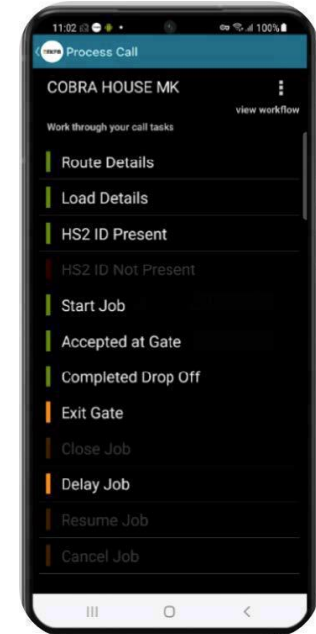 11:02
100%
Process Call
COBRA HOUSE MK
view workflow
Work through your call tasks
Route Details
Load Details
HS2 ID Present
HS2 ID Not Present
Start Job
Accepted at Gate
Completed Drop Off
Exit Gate
Close Job
Delay Job
Resume Job
Cancel Job